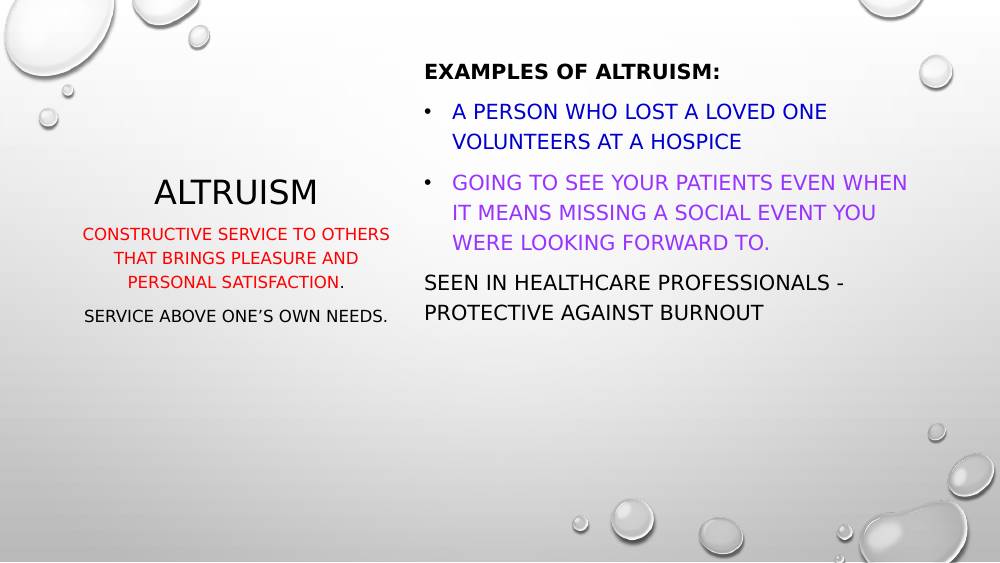 ALTRUISM
CONSTRUCTIVE SERVICE TO OTHERS
THAT BRINGS PLEASURE AND
PERSONAL SATISFACTION.
SERVICE ABOVE ONE’S OWN NEEDS.
EXAMPLES OF ALTRUISM:
• A PERSON WHO LOST A LOVED ONE
VOLUNTEERS AT A HOSPICE
• GOING TO SEE YOUR PATIENTS EVEN WHEN
IT MEANS MISSING A SOCIAL EVENT YOU
WERE LOOKING FORWARD TO.
SEEN IN HEALTHCARE PROFESSIONALS -
PROTECTIVE AGAINST BURNOUT